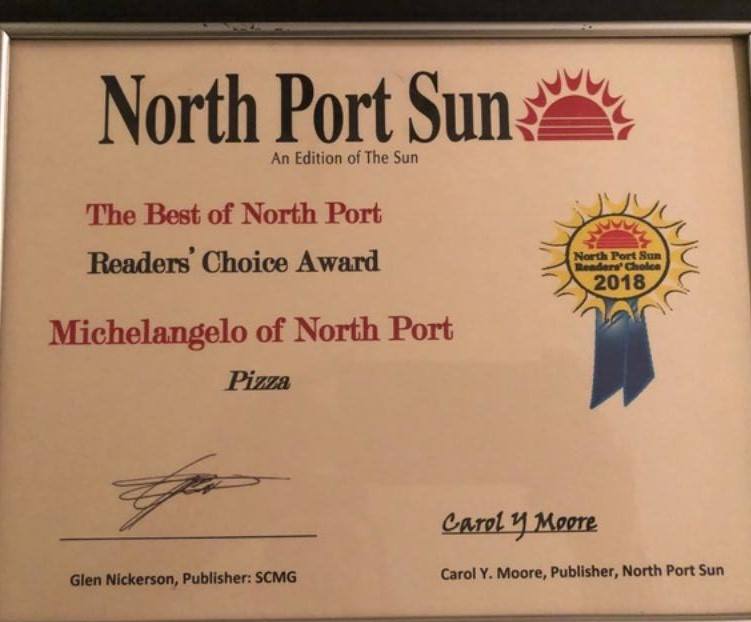 North Port Sun
An Edition of The Sun
The Best of North Port
Readers' Choice Award
North Port Sun
Readers' Choice
2018
Michelangelo of North Port
Pizza
Carol Y Moore
Glen Nickerson, Publisher: SCMG
Carol Y. Moore, Publisher, North Port Sun